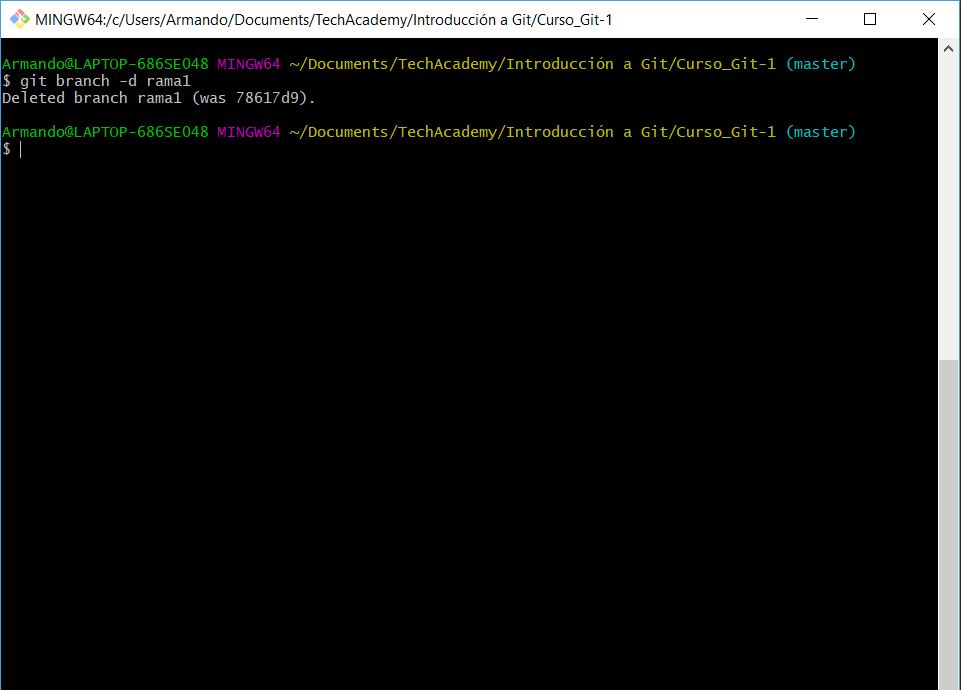 MINGW64:/c/Users/Armando/Documents/TechAcademy/Introducción a Git/Curso_Git-1
Armando@LAPTOP-686SE048 MINGW64 ~/Documents/TechAcademy/Introducción a Git/Curso_Git-1 (master)
$ git branch -d rama1
Deleted branch rama1 (was 78617d9).
Armando@LAPTOP-686SE048 MINGW64 ~/Documents/TechAcademy/Introducción a Git/Curso_Git-1 (master)
$